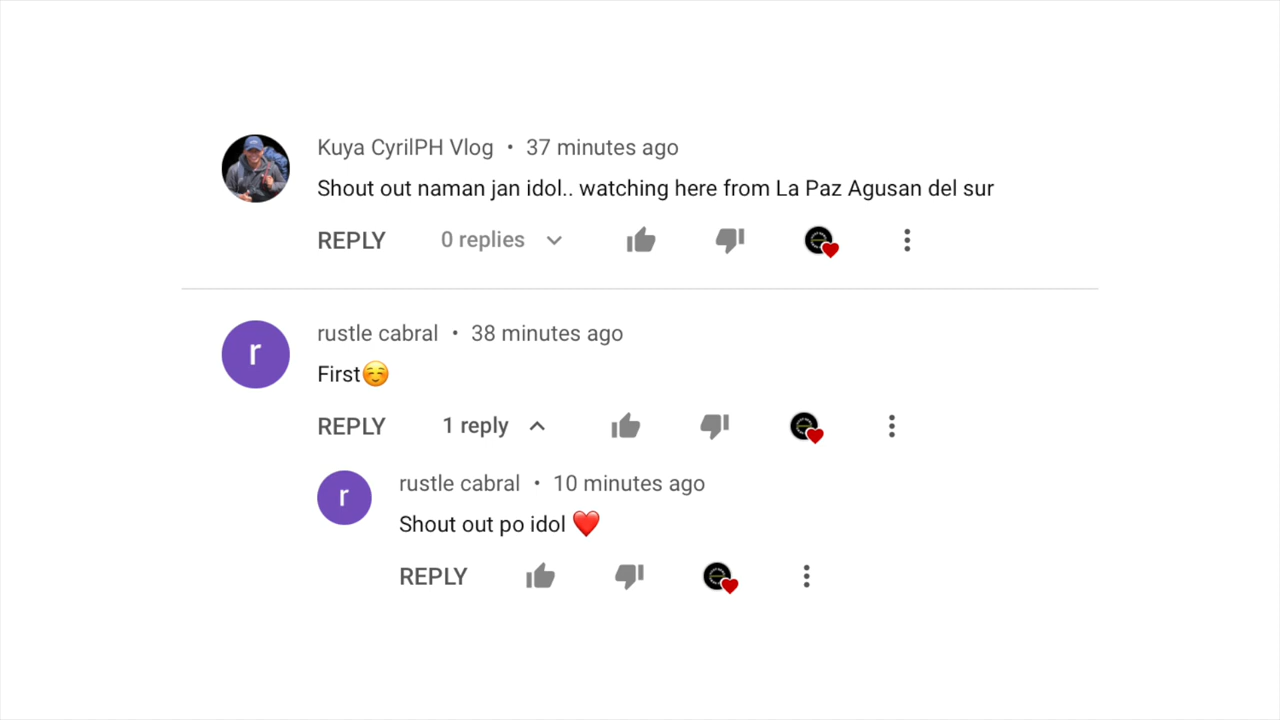 Kuya CyrilPH Vlog • 37 minutes ago
Shout out naman jan idol.. watching here from La Paz Agusan del sur
REPLY 0 replies
r
rustle cabral • 38 minutes ago
First☺️
REPLY 1 reply
r
rustle cabral • 10 minutes ago
Shout out po idol ❤️
REPLY